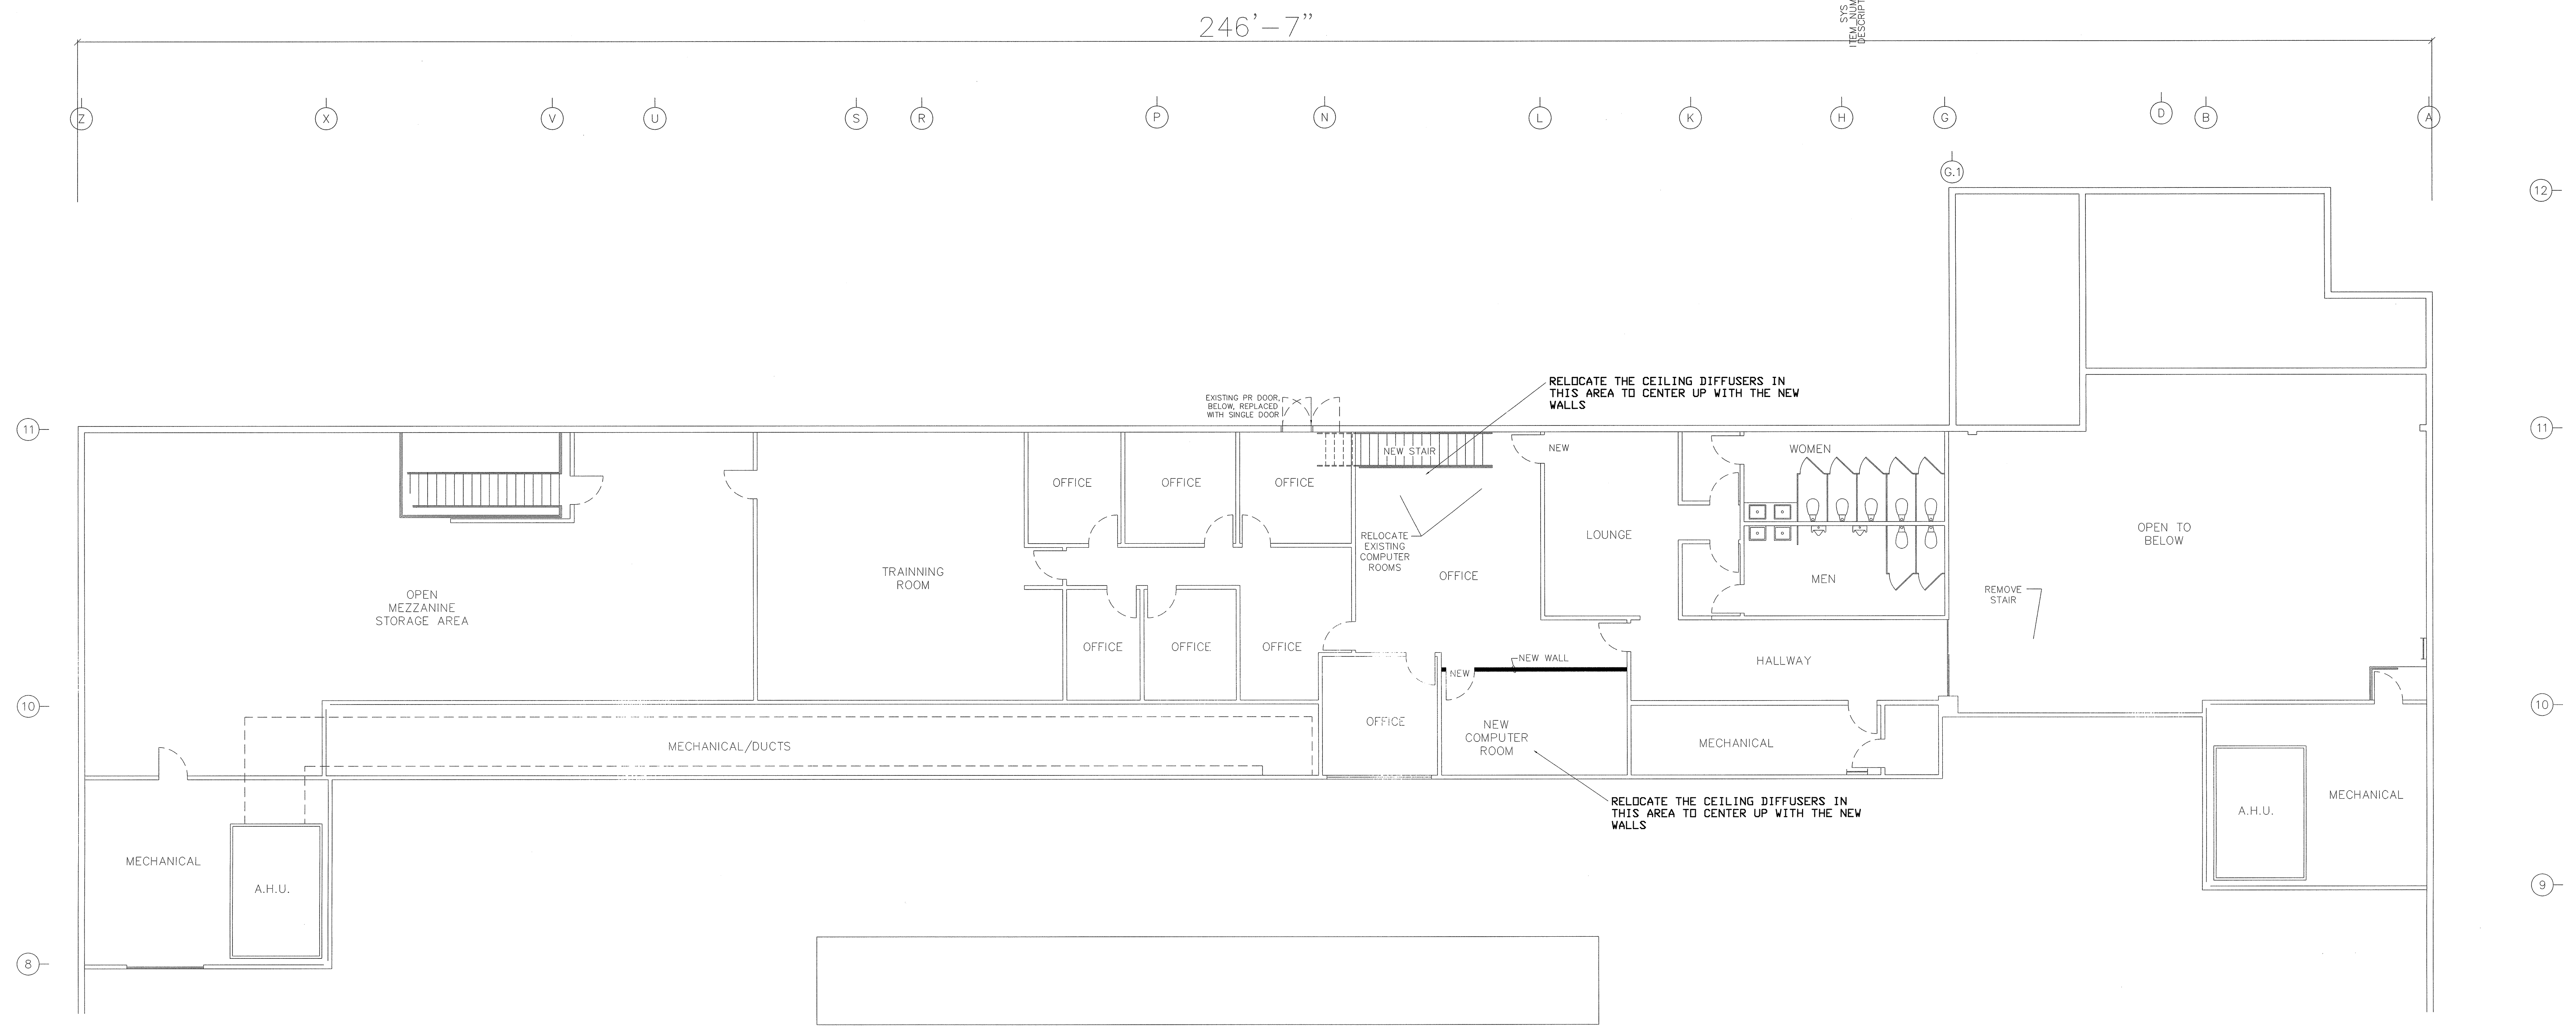 SYS
ITEM NUM
DESCRIPT
246'-7"
Z
X
V
U
S
R
P
N
L
K
H
G
D
B
A
G.1
12
RELOCATE THE CEILING DIFFUSERS IN
THIS AREA TO CENTER UP WITH THE NEW
WALLS
EXISTING PR DOOR,
BELOW, REPLACED
WITH SINGLE DOOR
11
11
NEW STAIR
NEW
WOMEN
OFFICE
OFFICE
OFFICE
RELOCATE
EXISTING
COMPUTER
ROOMS
LOUNGE
OPEN TO
BELOW
TRAINNING
ROOM
OFFICE
MEN
OPEN
MEZZANINE
STORAGE AREA
REMOVE
STAIR
OFFICE
OFFICE
OFFICE
NEW WALL
HALLWAY
NEW
10
10
OFFICE
NEW
COMPUTER
ROOM
MECHANICAL/DUCTS
MECHANICAL
RELOCATE THE CEILING DIFFUSERS IN
THIS AREA TO CENTER UP WITH THE NEW
WALLS
A.H.U.
MECHANICAL
MECHANICAL
A.H.U.
9
8